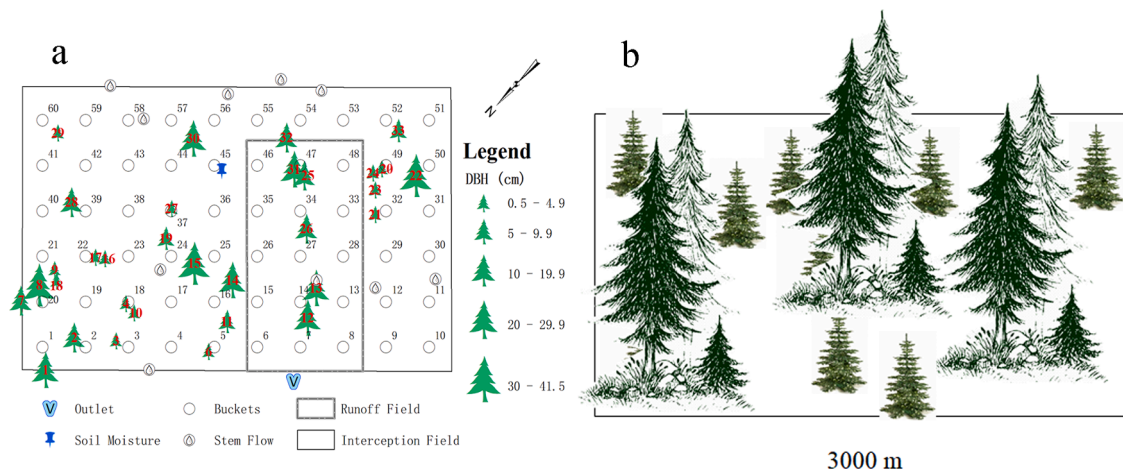 a
b
N
60 59 58 57 56 55 54 53 52 51
29 30 32 33
41 42 43 44 45 46 47 48 49 50
31 25 24 20 22
23
40 39 38 36 35 34 33 32 31
28 27 21
37
19 26
21 22 23 24 25 26 27 28 29 30
9 17 16 15
8 18 14 13
20 19 18 17 16 15 14 13 12 11
7 10
2 11 12
1 2 3 4 5 6 7 8 9 10
1
Legend
DBH (cm)
0.5 - 4.9
5 - 9.9
10 - 19.9
20 - 29.9
30 - 41.5
V
V Outlet Buckets Runoff Field
Soil Moisture Stem Flow Interception Field
3000 m